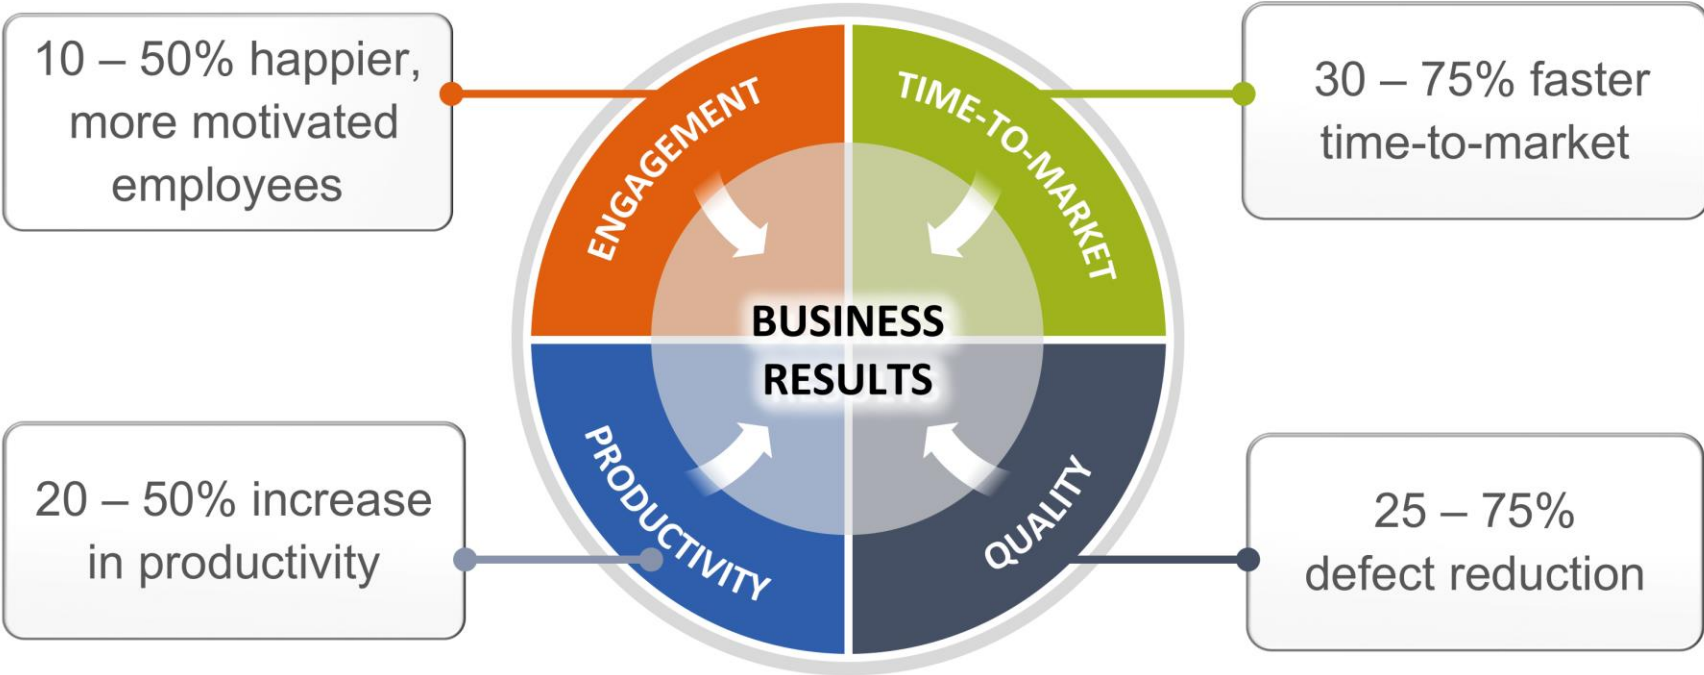 10 – 50% happier,
more motivated
employees
ENGAGEMENT
TIME-TO-MARKET
30 – 75% faster
time-to-market
BUSINESS
RESULTS
20 – 50% increase
in productivity
PRODUCTIVITY
QUALITY
25 – 75%
defect reduction